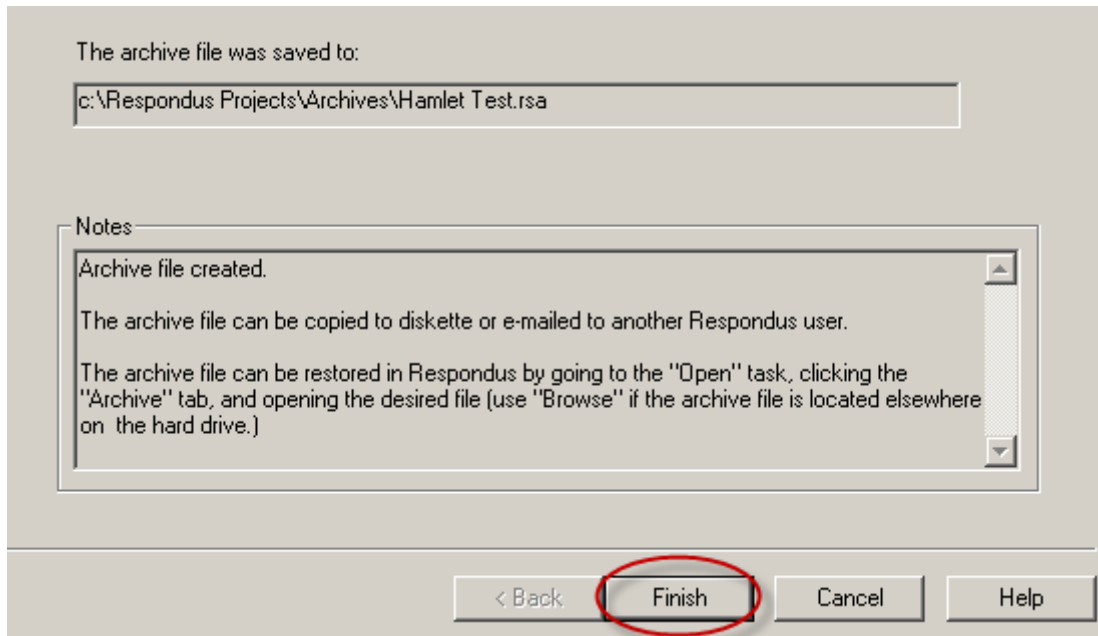 The archive file was saved to:
c:\Respondus Projects\Archives\Hamlet Test.rsa
Notes
Archive file created.
The archive file can be copied to diskette or e-mailed to another Respondus user.
The archive file can be restored in Respondus by going to the "Open" task, clicking the
"Archive" tab, and opening the desired file (use "Browse" if the archive file is located elsewhere
on  the hard drive.)
< Back
Finish
Cancel
Help